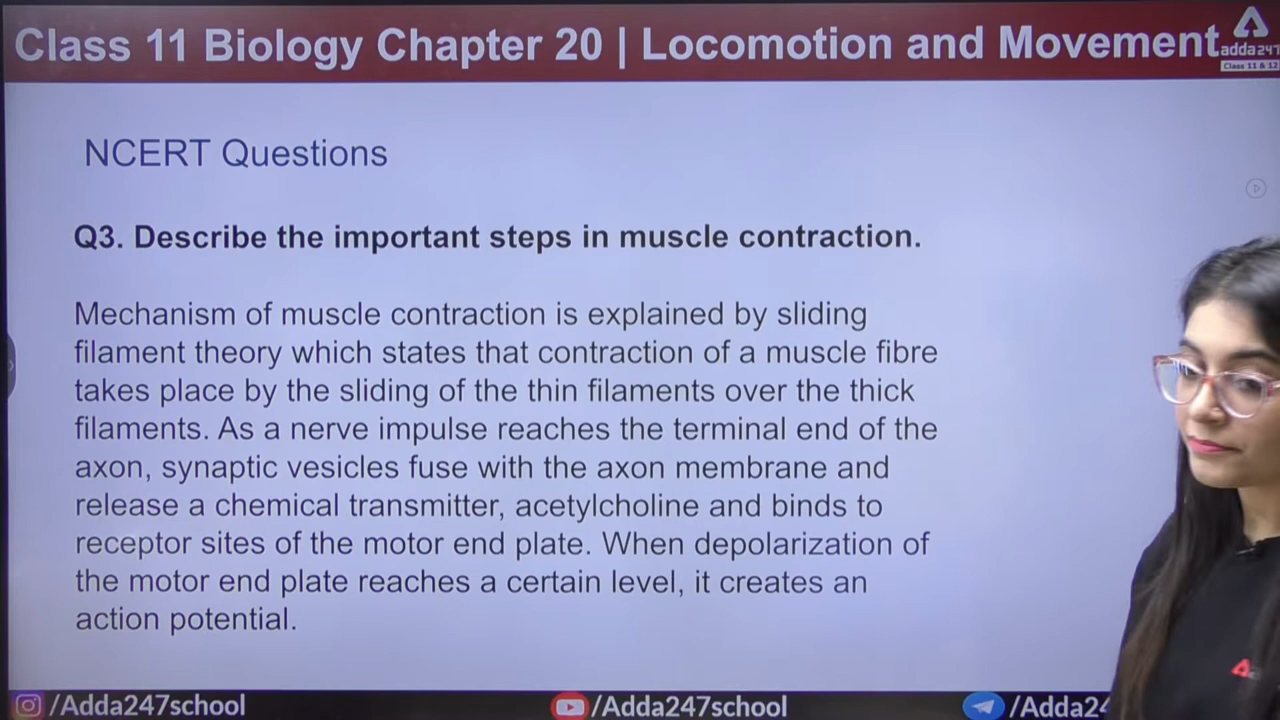 Class 11 Biology Chapter 20 | Locomotion and Movement
adda247
Class 11 & 12
NCERT Questions
Q3. Describe the important steps in muscle contraction.
Mechanism of muscle contraction is explained by sliding
filament theory which states that contraction of a muscle fibre
takes place by the sliding of the thin filaments over the thick
filaments. As a nerve impulse reaches the terminal end of the
axon, synaptic vesicles fuse with the axon membrane and
release a chemical transmitter, acetylcholine and binds to
receptor sites of the motor end plate. When depolarization of
the motor end plate reaches a certain level, it creates an
action potential.
/Adda247school
/Adda247school
/Adda24